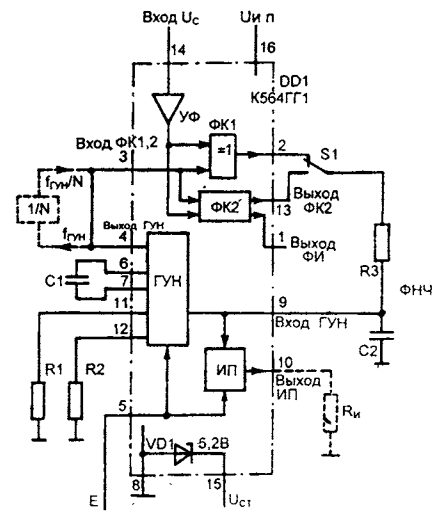 Вход Uс
Uи п
14
16
DD1
К564ГГ1
УФ
ФК1
Вход ФК1,2
=1
2
S1
3
fГУН/N
ФК2
13
Выход
ФК2
1/N
fГУН
Выход ГУН
4
1
Выход
ФИ
6
ГУН
C1
7
R3
11
9
ФНЧ
Вход ГУН
12
C2
R1
R2
ИП
10
Выход
ИП
5
Rи
VD1
5,2В
E
8
15
Uст